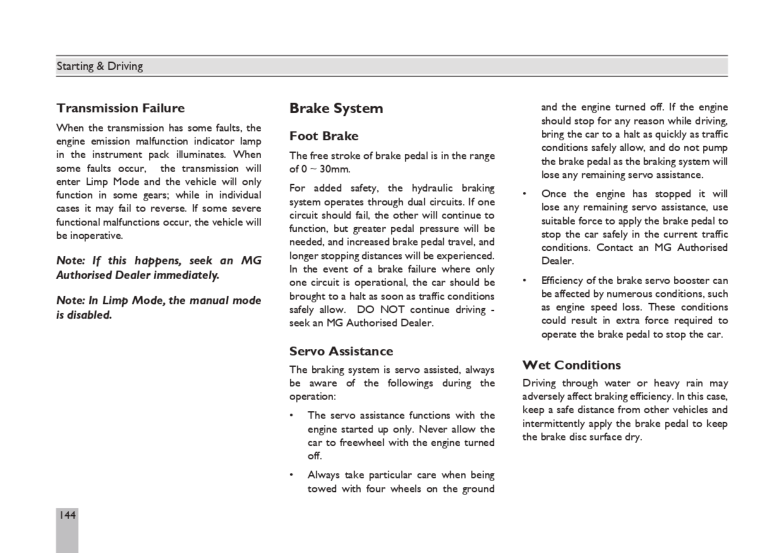 Starting & Driving
Transmission Failure
When the transmission has some faults, the
engine emission malfunction indicator lamp
in the instrument pack illuminates. When
some faults occur,  the transmission will
enter Limp Mode and the vehicle will only
function in some gears; while in individual
cases it may fail to reverse. If some severe
functional malfunctions occur, the vehicle will
be inoperative.
Note: If this happens, seek an MG
Authorised Dealer immediately.
Note: In Limp Mode, the manual mode
is disabled.
Brake System
Foot Brake
The free stroke of brake pedal is in the range
of 0 ~ 30mm.
For added safety, the hydraulic braking
system operates through dual circuits. If one
circuit should fail, the other will continue to
function, but greater pedal pressure will be
needed, and increased brake pedal travel, and
longer stopping distances will be experienced.
In the event of a brake failure where only
one circuit is operational, the car should be
brought to a halt as soon as traffic conditions
safely allow.  DO NOT continue driving -
seek an MG Authorised Dealer.
Servo Assistance
The braking system is servo assisted, always
be aware of the followings during the
operation:
• The servo assistance functions with the
engine started up only. Never allow the
car to freewheel with the engine turned
off.
• Always take particular care when being
towed with four wheels on the ground
and the engine turned off. If the engine
should stop for any reason while driving,
bring the car to a halt as quickly as traffic
conditions safely allow, and do not pump
the brake pedal as the braking system will
lose any remaining servo assistance.
• Once the engine has stopped it will
lose any remaining servo assistance, use
suitable force to apply the brake pedal to
stop the car safely in the current traffic
conditions. Contact an MG Authorised
Dealer.
• Efficiency of the brake servo booster can
be affected by numerous conditions, such
as engine speed loss. These conditions
could result in extra force required to
operate the brake pedal to stop the car.
Wet Conditions
Driving through water or heavy rain may
adversely affect braking efficiency. In this case,
keep a safe distance from other vehicles and
intermittently apply the brake pedal to keep
the brake disc surface dry.
144